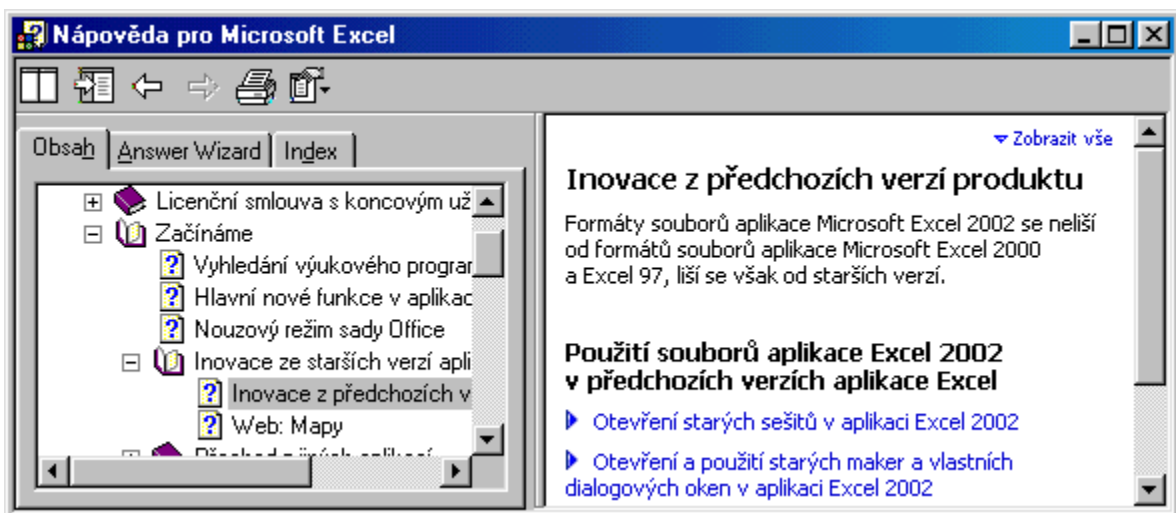 Nápověda pro Microsoft Excel
Obsah
Answer Wizard
Index
Licenční smlouva s koncovým už
Začínáme
Vyhledání výukového program
Hlavní nové funkce v aplikac
Nouzový režim sady Office
Inovace ze starších verzí apli
Inovace z předchozích v
Web: Mapy
Přechod z jiných aplikací
Zobrazit vše
Inovace z předchozích verzí produktu
Formáty souborů aplikace Microsoft Excel 2002 se neliší
od formátů souborů aplikace Microsoft Excel 2000
a Excel 97, liší se však od starších verzí.
Použití souborů aplikace Excel 2002
v předchozích verzích aplikace Excel
Otevření starých sešitů v aplikaci Excel 2002
Otevření a použití starých maker a vlastních
dialogových oken v aplikaci Excel 2002